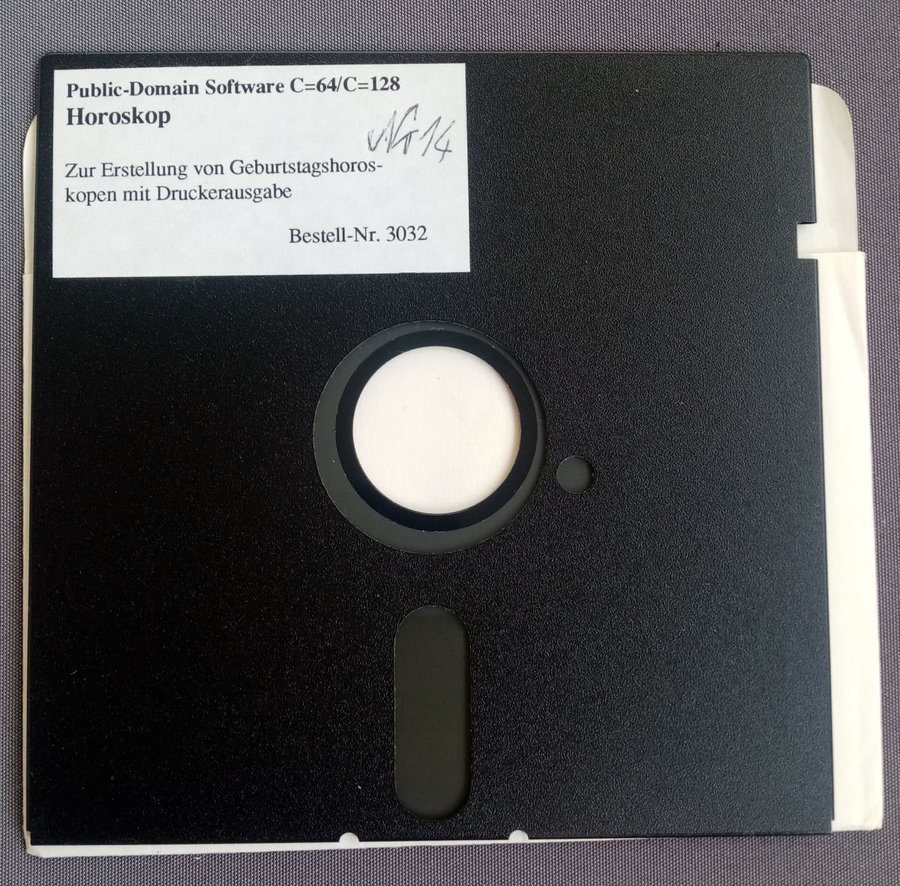 Public-Domain Software C=64/C=128
Horoskop
Zur Erstellung von Geburtstagshoros-
kopen mit Druckerausgabe
Bestell-Nr. 3032